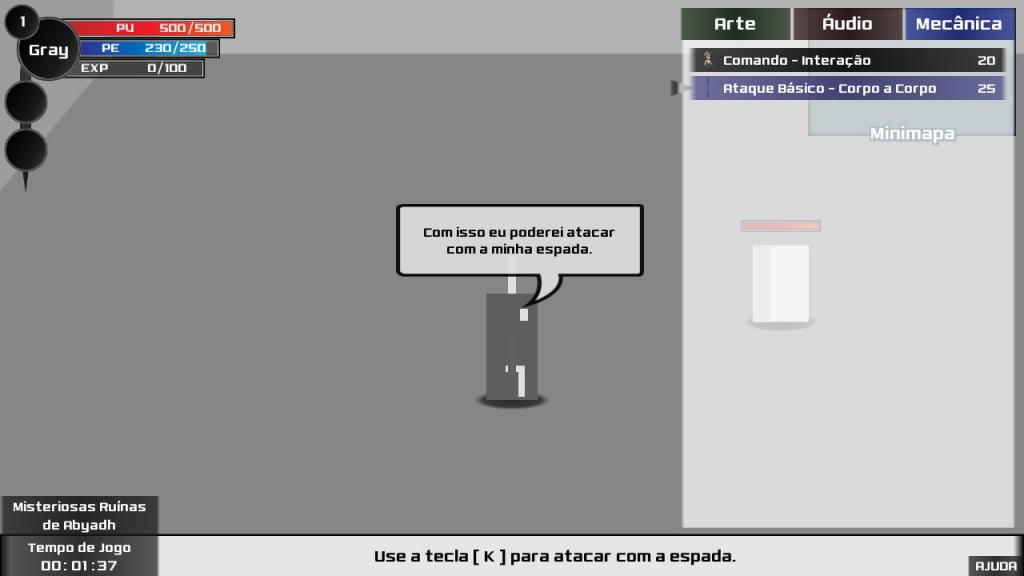 1
Gray
PV 500/500
PE 230/250
EXP 0/100
Arte Áudio Mecânica
Comando - Interação 20
Ataque Básico - Corpo a Corpo 25
Minimapa
Com isso eu poderei atacar
com a minha espada.
Misteriosas Ruínas
de Abyadh
Tempo de Jogo
00:01:37
Use a tecla [ K ] para atacar com a espada.
AJUDA